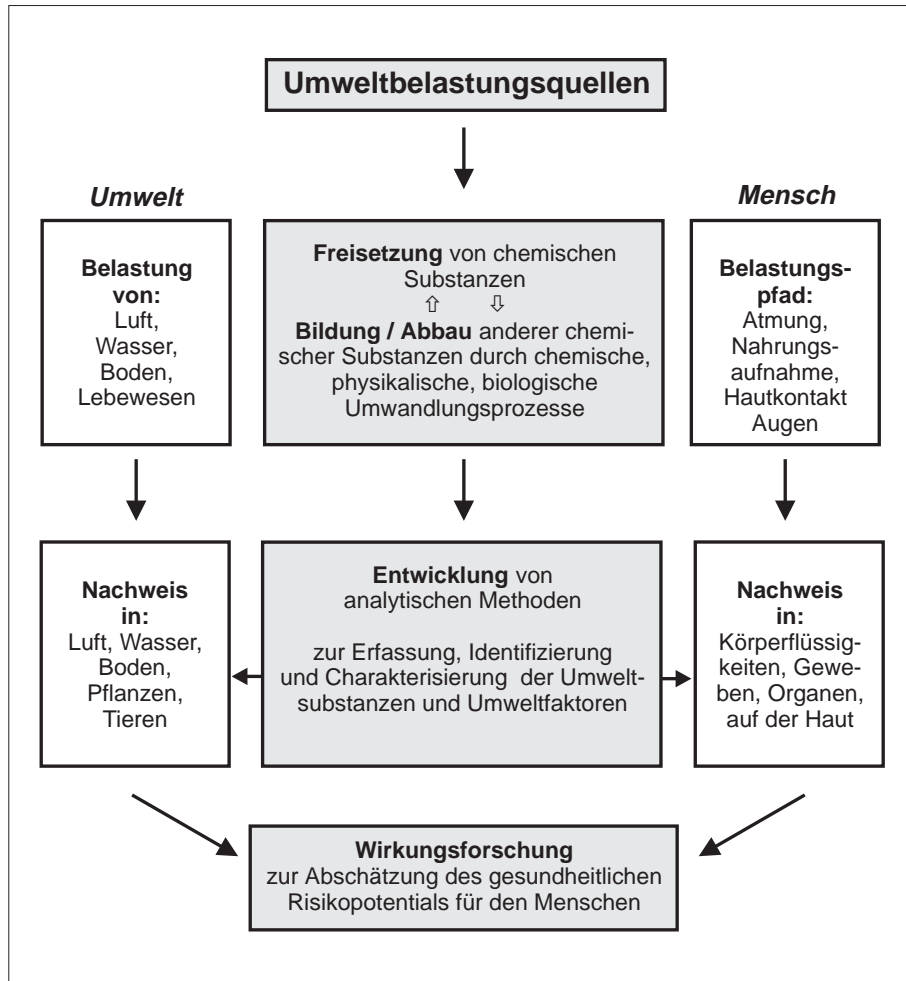 Umweltbelastungsquellen
Umwelt
Mensch
Belastung
von:
Luft,
Wasser,
Boden,
Lebewesen
Freisetzung von chemischen
Substanzen
⇧ ⇩
Bildung / Abbau anderer chemi-
scher Substanzen durch chemische,
physikalische, biologische
Umwandlungsprozesse
Belastungs-
pfad:
Atmung,
Nahrungs-
aufnahme,
Hautkontakt
Augen
Nachweis
in:
Luft, Wasser,
Boden,
Pflanzen,
Tieren
Entwicklung von
analytischen Methoden
zur Erfassung, Identifizierung
und Charakterisierung der Umwelt-
substanzen und Umweltfaktoren
Nachweis
in:
Körperflüssig-
keiten, Gewe-
ben, Organen,
auf der Haut
Wirkungsforschung
zur Abschätzung des gesundheitlichen
Risikopotentials für den Menschen